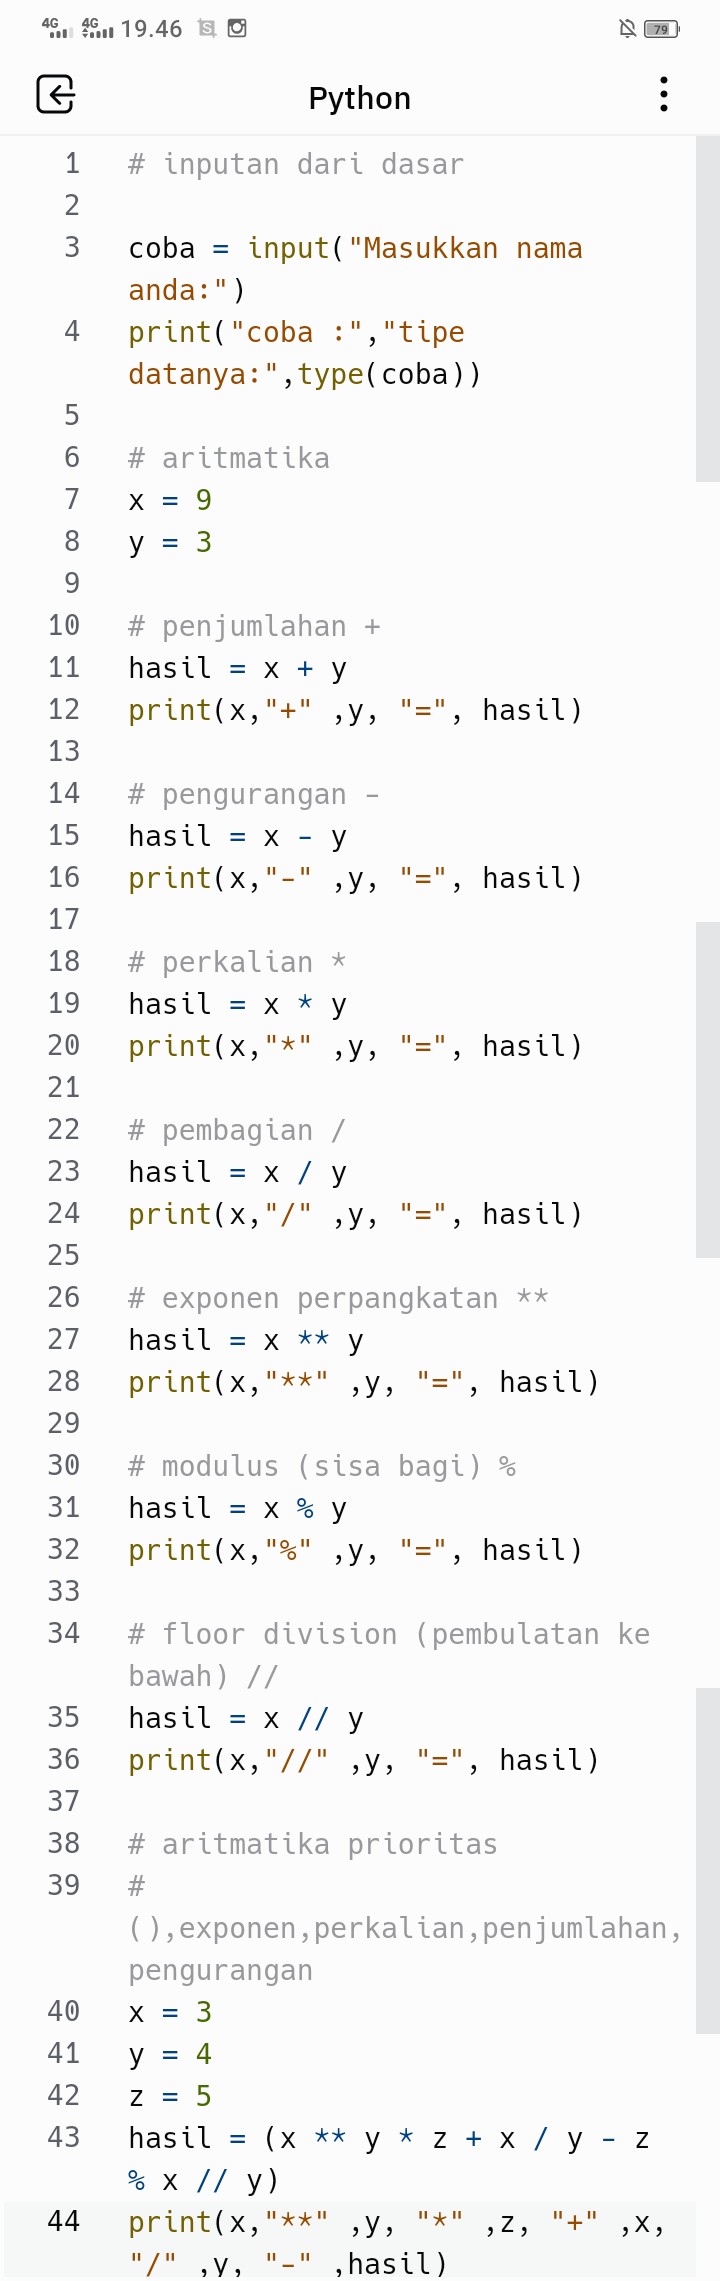 4G 4G 19.46 79
Python
1 # inputan dari dasar
2
3 coba = input("Masukkan nama
anda:")
4 print("coba :","tipe
datanya:",type(coba))
5
6 # aritmatika
7 x = 9
8 y = 3
9
10 # penjumlahan +
11 hasil = x + y
12 print(x,"+" ,y, "=", hasil)
13
14 # pengurangan -
15 hasil = x - y
16 print(x,"-" ,y, "=", hasil)
17
18 # perkalian *
19 hasil = x * y
20 print(x,"*" ,y, "=", hasil)
21
22 # pembagian /
23 hasil = x / y
24 print(x,"/" ,y, "=", hasil)
25
26 # exponen perpangkatan **
27 hasil = x ** y
28 print(x,"**" ,y, "=", hasil)
29
30 # modulus (sisa bagi) %
31 hasil = x % y
32 print(x,"%" ,y, "=", hasil)
33
34 # floor division (pembulatan ke
bawah) //
35 hasil = x // y
36 print(x,"//" ,y, "=", hasil)
37
38 # aritmatika prioritas
39 #
(),exponen,perkalian,penjumlahan,
pengurangan
40 x = 3
41 y = 4
42 z = 5
43 hasil = (x ** y * z + x / y - z
% x // y)
44 print(x,"**" ,y, "*" ,z, "+" ,x,
"/" ,y, "-" ,hasil)